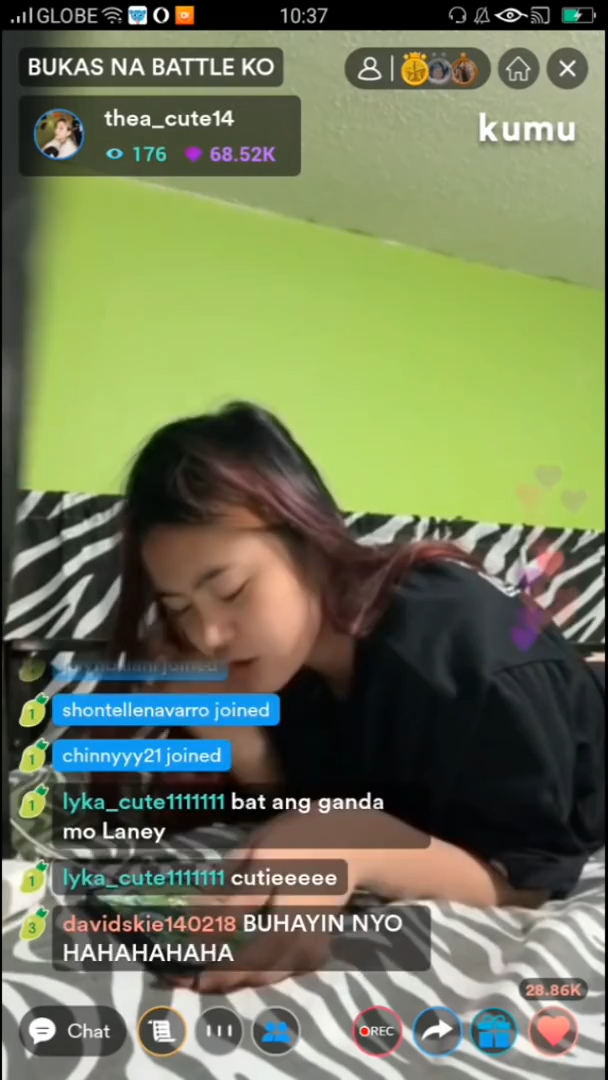 GLOBE
10:37
BUKAS NA BATTLE KO
thea_cute14
176
68.52K
kumu
joined
shontellenavarro joined
chinnyyy21 joined
lyka_cute1111111 bat ang ganda
mo Laney
lyka_cute1111111 cutieeeee
davidskie140218 BUHAYIN NYO
HAHAHAHAHA
28.86K
Chat
REC